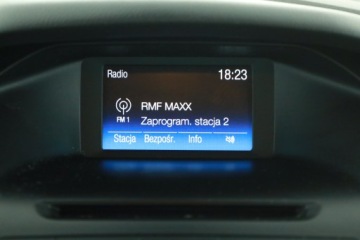 Radio 18:23
RMF MAXX
FM 1 Zaprogram. stacja 2
Stacja Bezpośr. Info